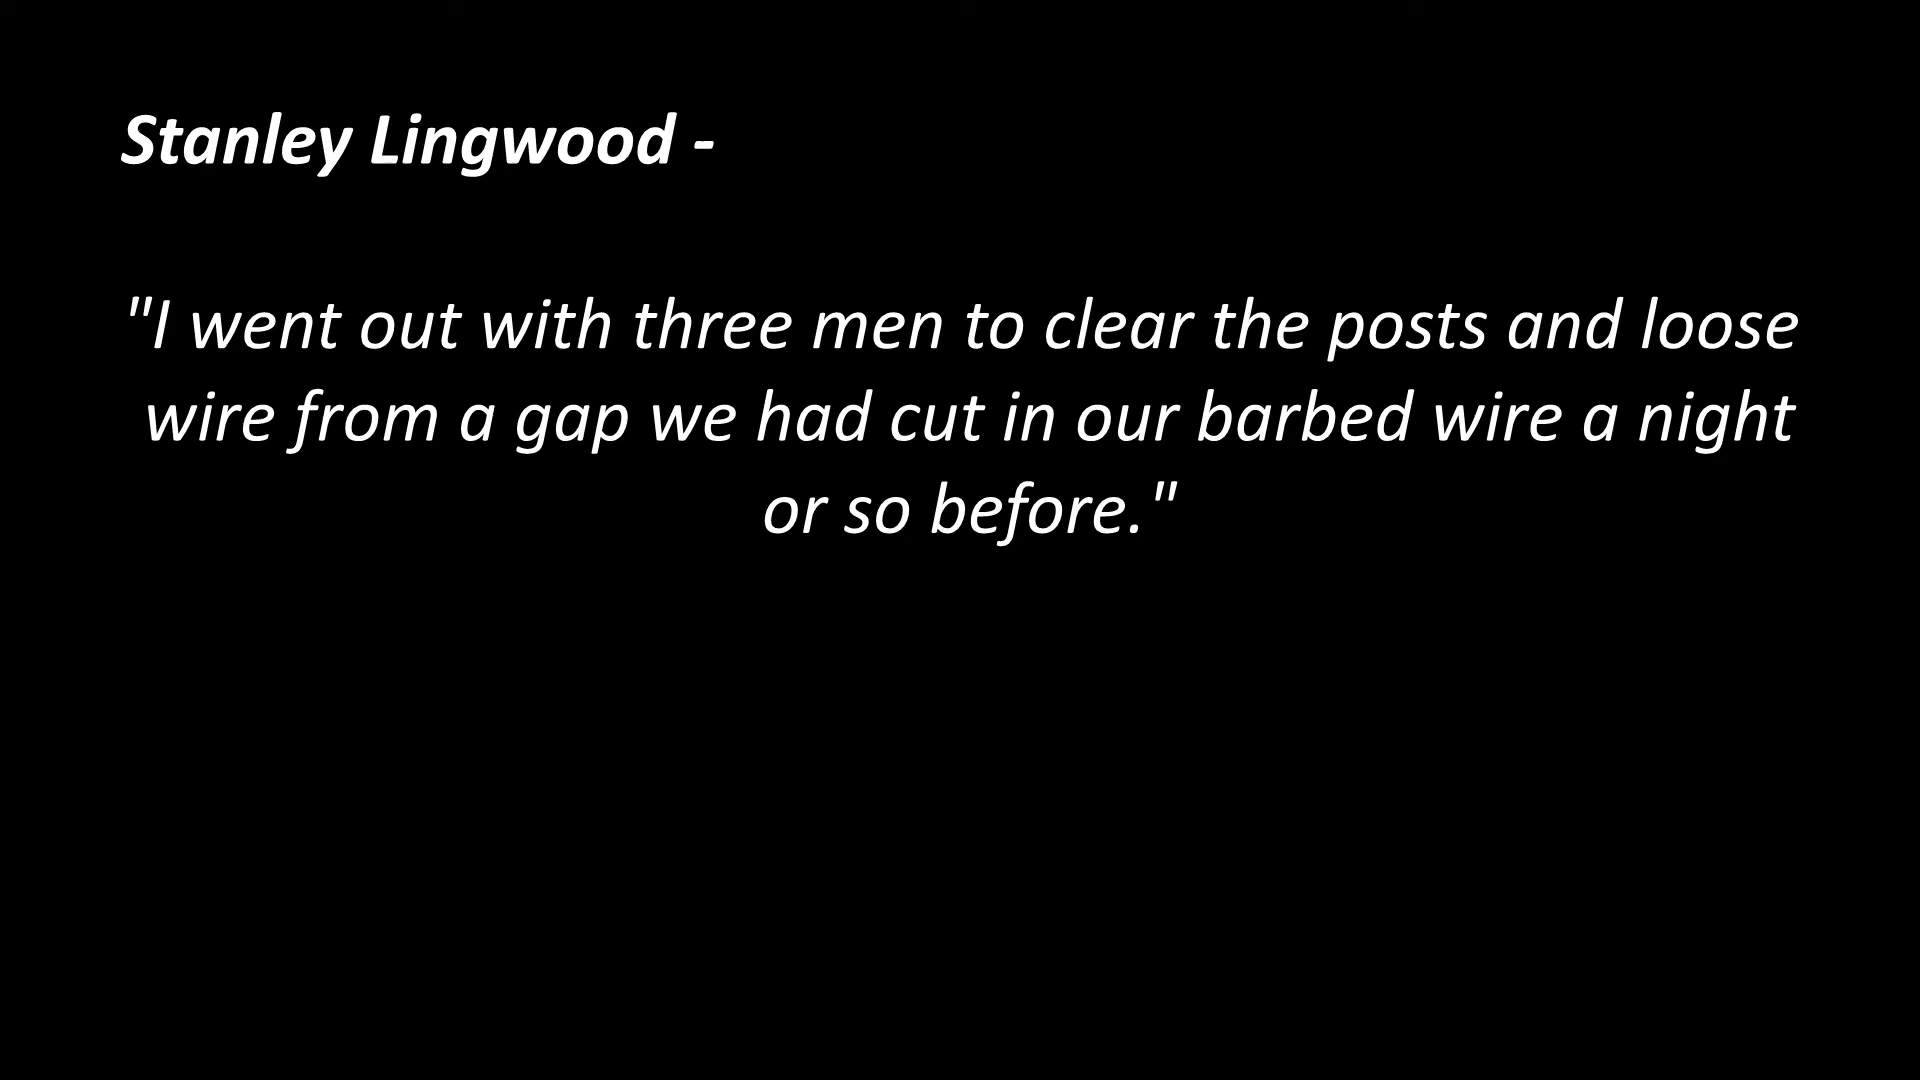 Stanley Lingwood -
"I went out with three men to clear the posts and loose
wire from a gap we had cut in our barbed wire a night
or so before."